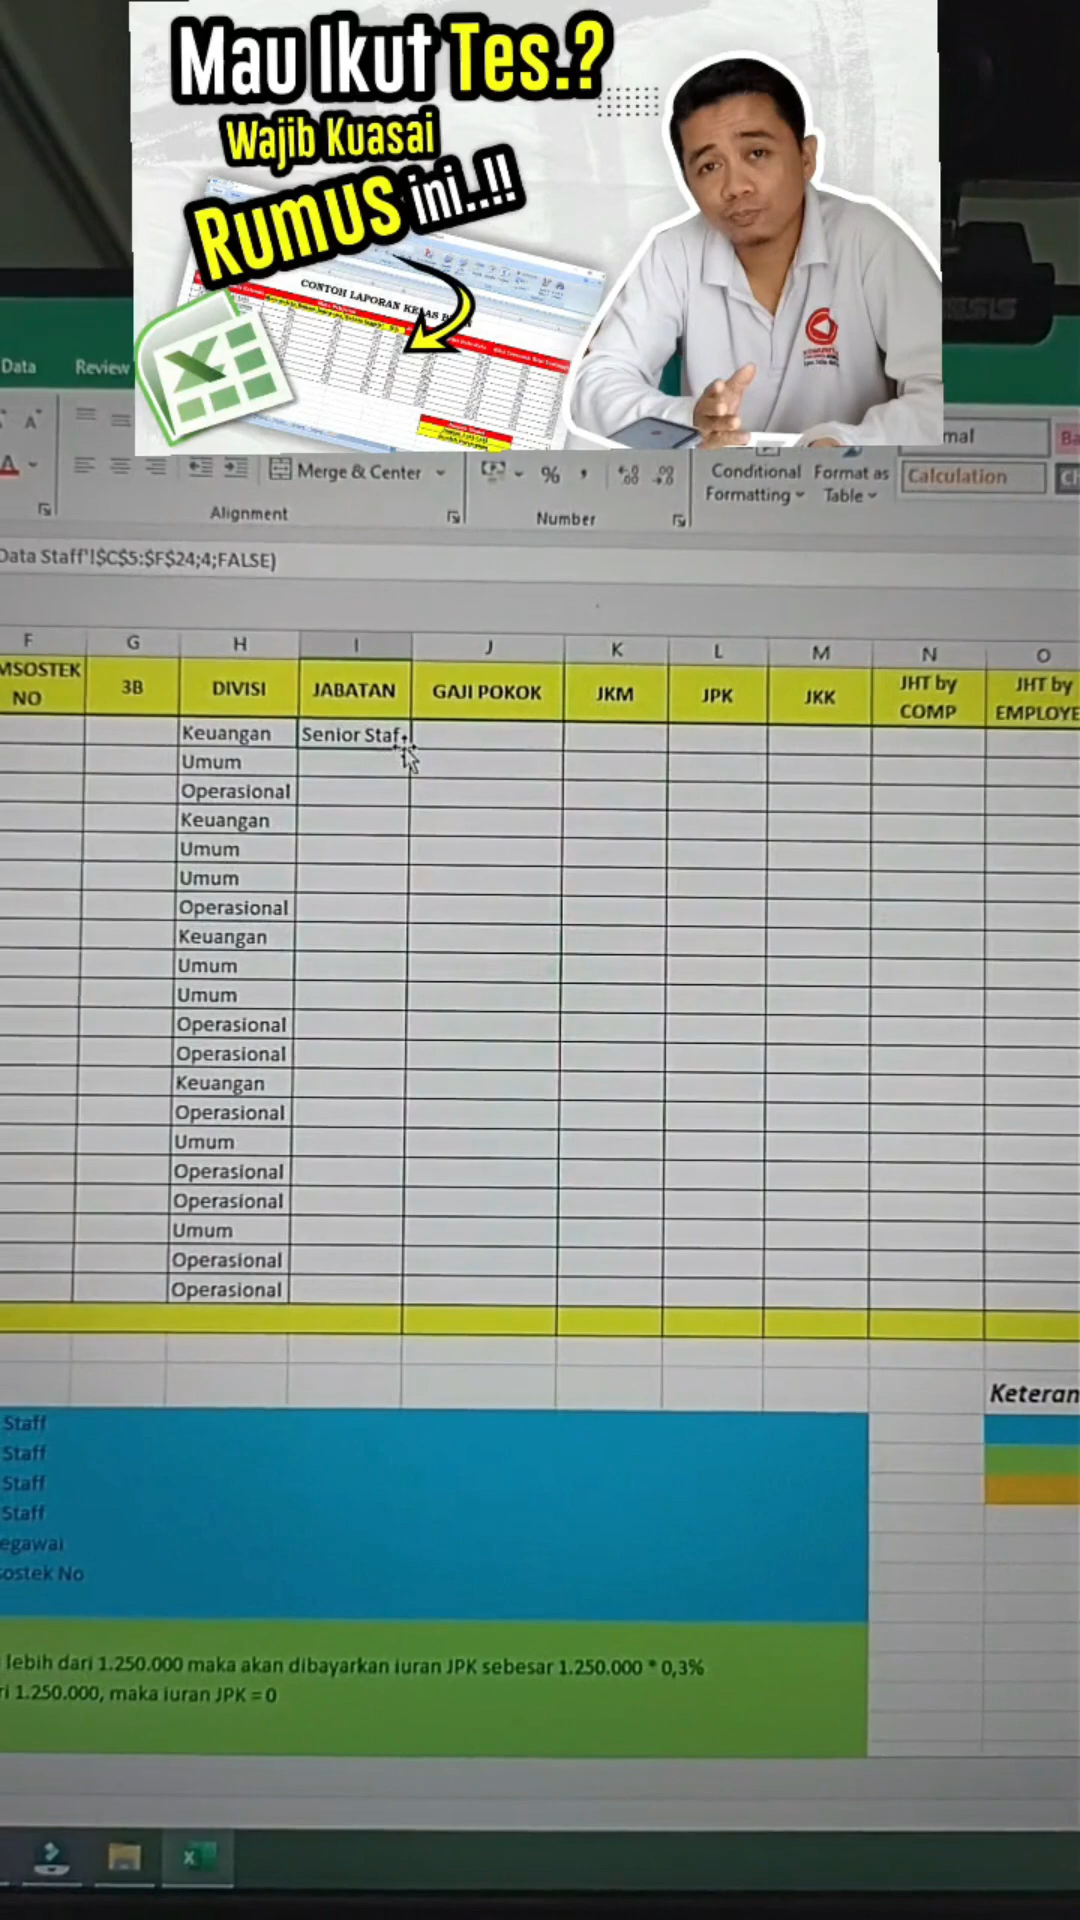 Mau Ikut Tes.?
Wajib Kuasai
Rumus ini..!!
CONTOH LAPORAN KELAS
Data Review
Merge & Center
%
Conditional Formatting
Format as Table
Calculation
Alignment
Number
Data Staff'!$C$5:$F$24;4;FALSE)
F G H I J K L M N O
MSOSTEK NO
3B
DIVISI
JABATAN
GAJI POKOK
JKM
JPK
JKK
JHT by COMP
JHT by EMPLOYE
Keuangan Senior Staf
Umum
Operasional
Keuangan
Umum
Umum
Operasional
Keuangan
Umum
Umum
Operasional
Operasional
Keuangan
Operasional
Umum
Operasional
Operasional
Umum
Operasional
Operasional
Keteran
Staff
Staff
Staff
Staff
egawai
sostek No
lebih dari 1.250.000 maka akan dibayarkan iuran JPK sebesar 1.250.000 * 0,3%
ri 1.250.000, maka iuran JPK = 0